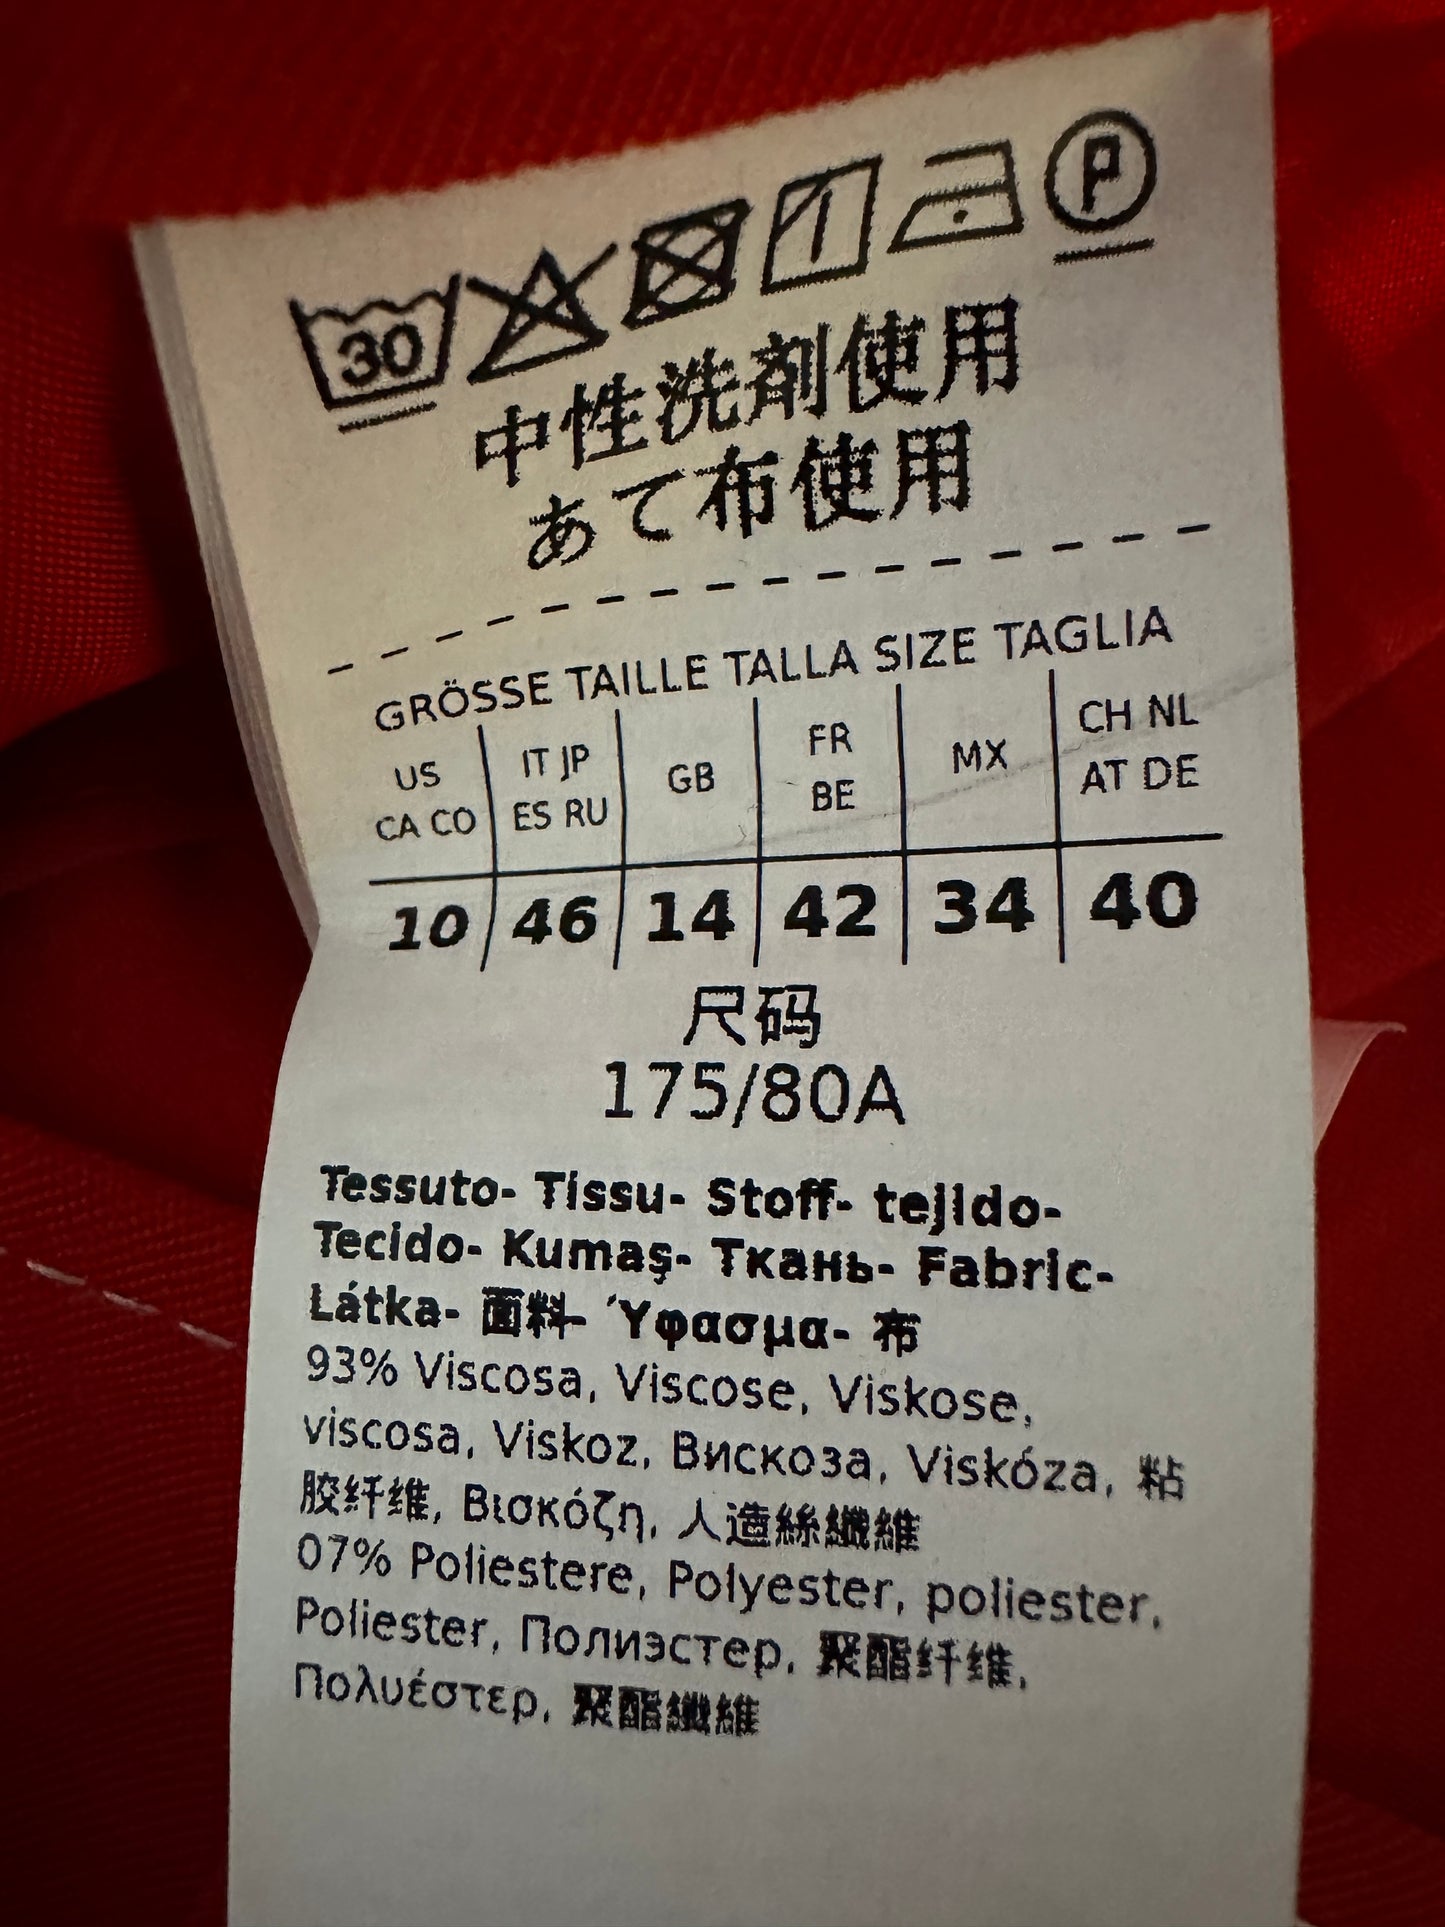 30 P
中性洗剤使用
あて布使用
GRÖSSE TAILLE TALLA SIZE TAGLIA
US IT JP GB FR MX CH NL
CA CO ES RU BE AT DE
10 46 14 42 34 40
尺码
175/80A
Tessuto- Tissu- Stoff- tejido-
Tecido- Kumaş- Ткань- Fabric-
Látka- 面料- Ύφασμα- 布
93% Viscosa, Viscose, Viskose,
viscosa, Viskoz, Вискоза, Viskóza, 粘
胶纤维, Βισκόζη, 人造絲纖維
07% Poliestere, Polyester, poliester,
Poliester, Полиэстер, 聚酯纤维,
Πολυέστερ, 聚酯纖維